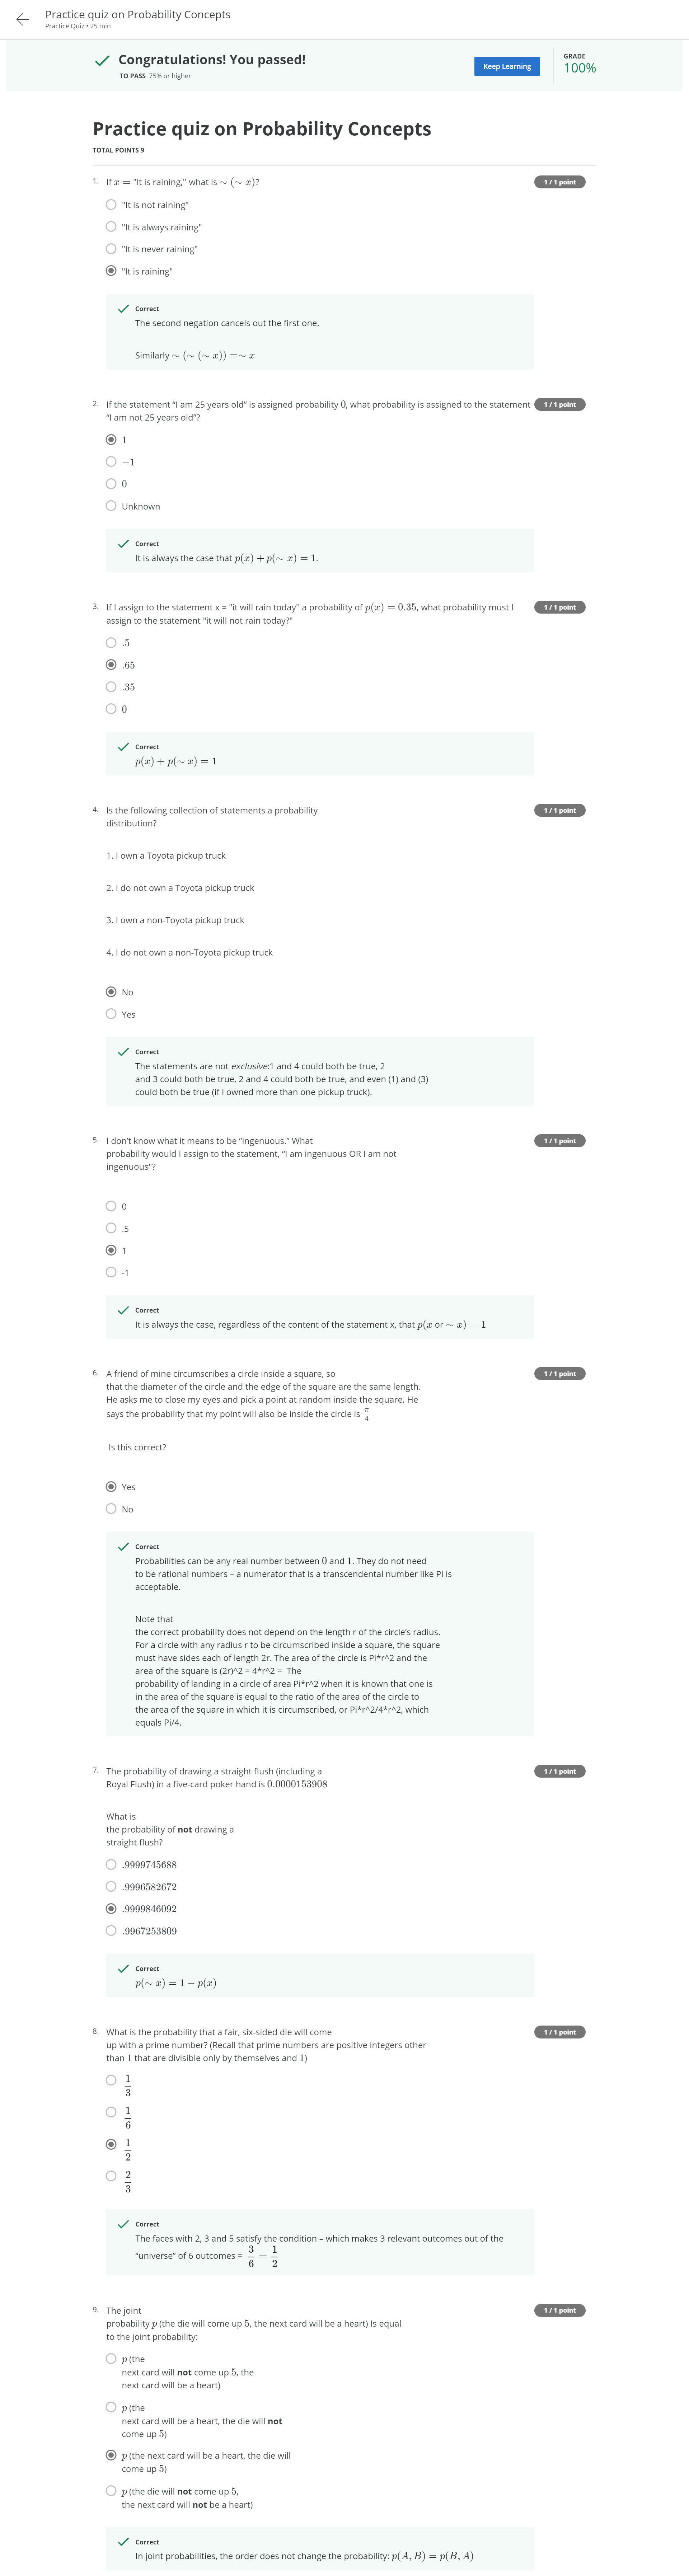 Practice quiz on Probability Concepts
Practice Quiz • 25 min
Congratulations! You passed!
TO PASS 75% or higher
Keep Learning
GRADE
100%
Practice quiz on Probability Concepts
TOTAL POINTS 9
1. If x = "It is raining,'' what is ∼ (∼ x)?
1 / 1 point
"It is not raining"
"It is always raining"
"It is never raining"
"It is raining"
Correct
The second negation cancels out the first one.
Similarly ∼ (∼ (∼ x)) =∼ x
2. If the statement “I am 25 years old” is assigned probability 0, what probability is assigned to the statement
1 / 1 point
“I am not 25 years old”?
1
−1
0
Unknown
Correct
It is always the case that p(x) + p(∼ x) = 1.
3. If I assign to the statement x = "it will rain today" a probability of p(x) = 0.35, what probability must I
1 / 1 point
assign to the statement "it will not rain today?"
.5
.65
.35
0
Correct
p(x) + p(∼ x) = 1
4. Is the following collection of statements a probability
1 / 1 point
distribution?
1. I own a Toyota pickup truck
2. I do not own a Toyota pickup truck
3. I own a non-Toyota pickup truck
4. I do not own a non-Toyota pickup truck
No
Yes
Correct
The statements are not exclusive:1 and 4 could both be true, 2
and 3 could both be true, 2 and 4 could both be true, and even (1) and (3)
could both be true (if I owned more than one pickup truck).
5. I don’t know what it means to be “ingenuous.” What
1 / 1 point
probability would I assign to the statement, “I am ingenuous OR I am not
ingenuous"?
0
.5
1
-1
Correct
It is always the case, regardless of the content of the statement x, that p(x or ∼ x) = 1
6. A friend of mine circumscribes a circle inside a square, so
1 / 1 point
that the diameter of the circle and the edge of the square are the same length.
He asks me to close my eyes and pick a point at random inside the square. He
says the probability that my point will also be inside the circle is π/4
Is this correct?
Yes
No
Correct
Probabilities can be any real number between 0 and 1. They do not need
to be rational numbers – a numerator that is a transcendental number like Pi is
acceptable.
Note that
the correct probability does not depend on the length r of the circle’s radius.
For a circle with any radius r to be circumscribed inside a square, the square
must have sides each of length 2r. The area of the circle is Pi*r^2 and the
area of the square is (2r)^2 = 4*r^2 = The
probability of landing in a circle of area Pi*r^2 when it is known that one is
in the area of the square is equal to the ratio of the area of the circle to
the area of the square in which it is circumscribed, or Pi*r^2/4*r^2, which
equals Pi/4.
7. The probability of drawing a straight flush (including a
1 / 1 point
Royal Flush) in a five-card poker hand is 0.0000153908
What is
the probability of not drawing a
straight flush?
.9999745688
.9996582672
.9999846092
.9967253809
Correct
p(∼ x) = 1 − p(x)
8. What is the probability that a fair, six-sided die will come
1 / 1 point
up with a prime number? (Recall that prime numbers are positive integers other
than 1 that are divisible only by themselves and 1)
1/3
1/6
1/2
2/3
Correct
The faces with 2, 3 and 5 satisfy the condition – which makes 3 relevant outcomes out of the
“universe” of 6 outcomes = 3/6 = 1/2
9. The joint
1 / 1 point
probability p (the die will come up 5, the next card will be a heart) Is equal
to the joint probability:
p (the
next card will not come up 5, the
next card will be a heart)
p (the
next card will be a heart, the die will not
come up 5)
p (the next card will be a heart, the die will
come up 5)
p (the die will not come up 5,
the next card will not be a heart)
Correct
In joint probabilities, the order does not change the probability: p(A, B) = p(B, A)